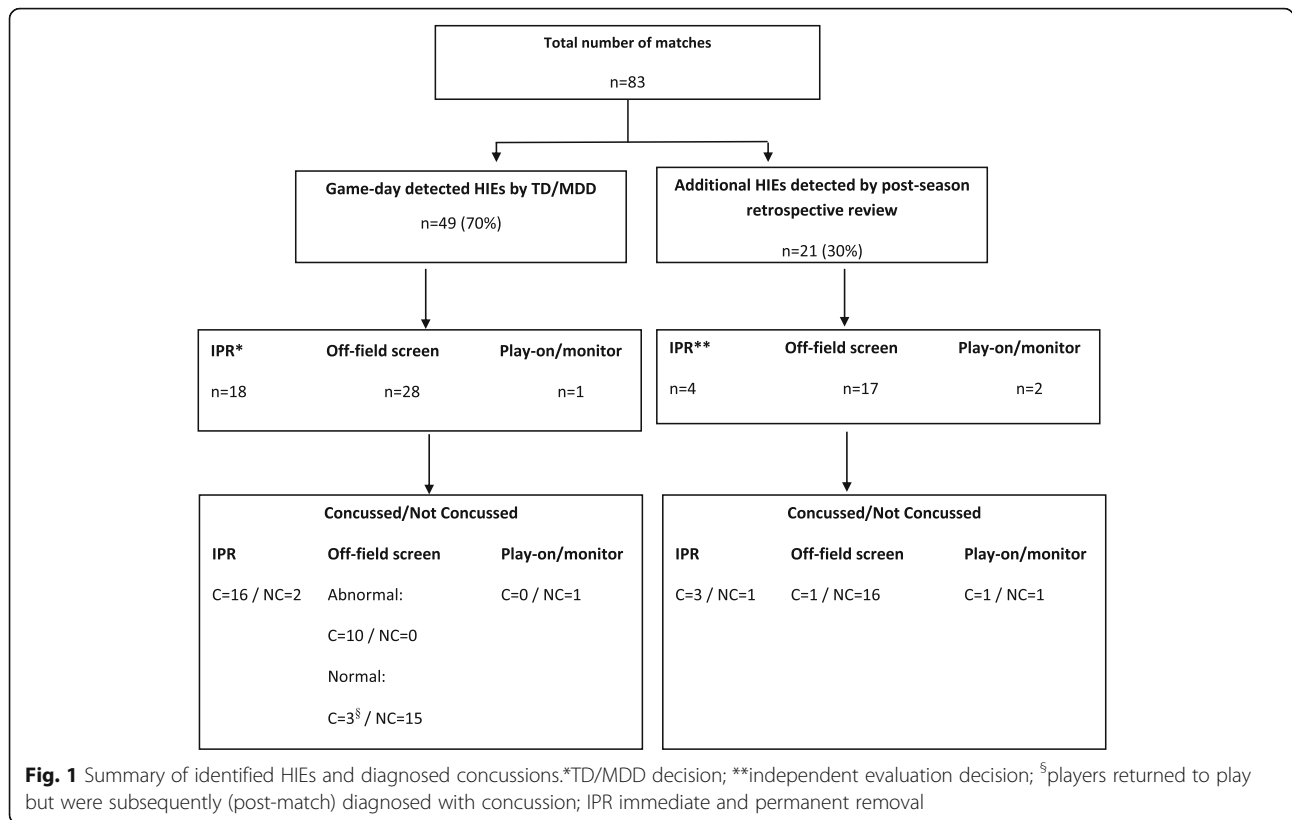 Total number of matches
n=83
Game-day detected HIEs by TD/MDD
n=49 (70%)
Additional HIEs detected by post-season
retrospective review
n=21 (30%)
IPR* Off-field screen Play-on/monitor
n=18 n=28 n=1
IPR** Off-field screen Play-on/monitor
n=4 n=17 n=2
Concussed/Not Concussed
IPR Off-field screen Play-on/monitor
C=16 / NC=2 Abnormal: C=0 / NC=1
C=10 / NC=0
Normal:
C=3§ / NC=15
Concussed/Not Concussed
IPR Off-field screen Play-on/monitor
C=3 / NC=1 C=1 / NC=16 C=1 / NC=1
Fig. 1 Summary of identified HIEs and diagnosed concussions.*TD/MDD decision; **independent evaluation decision; §players returned to play
but were subsequently (post-match) diagnosed with concussion; IPR immediate and permanent removal